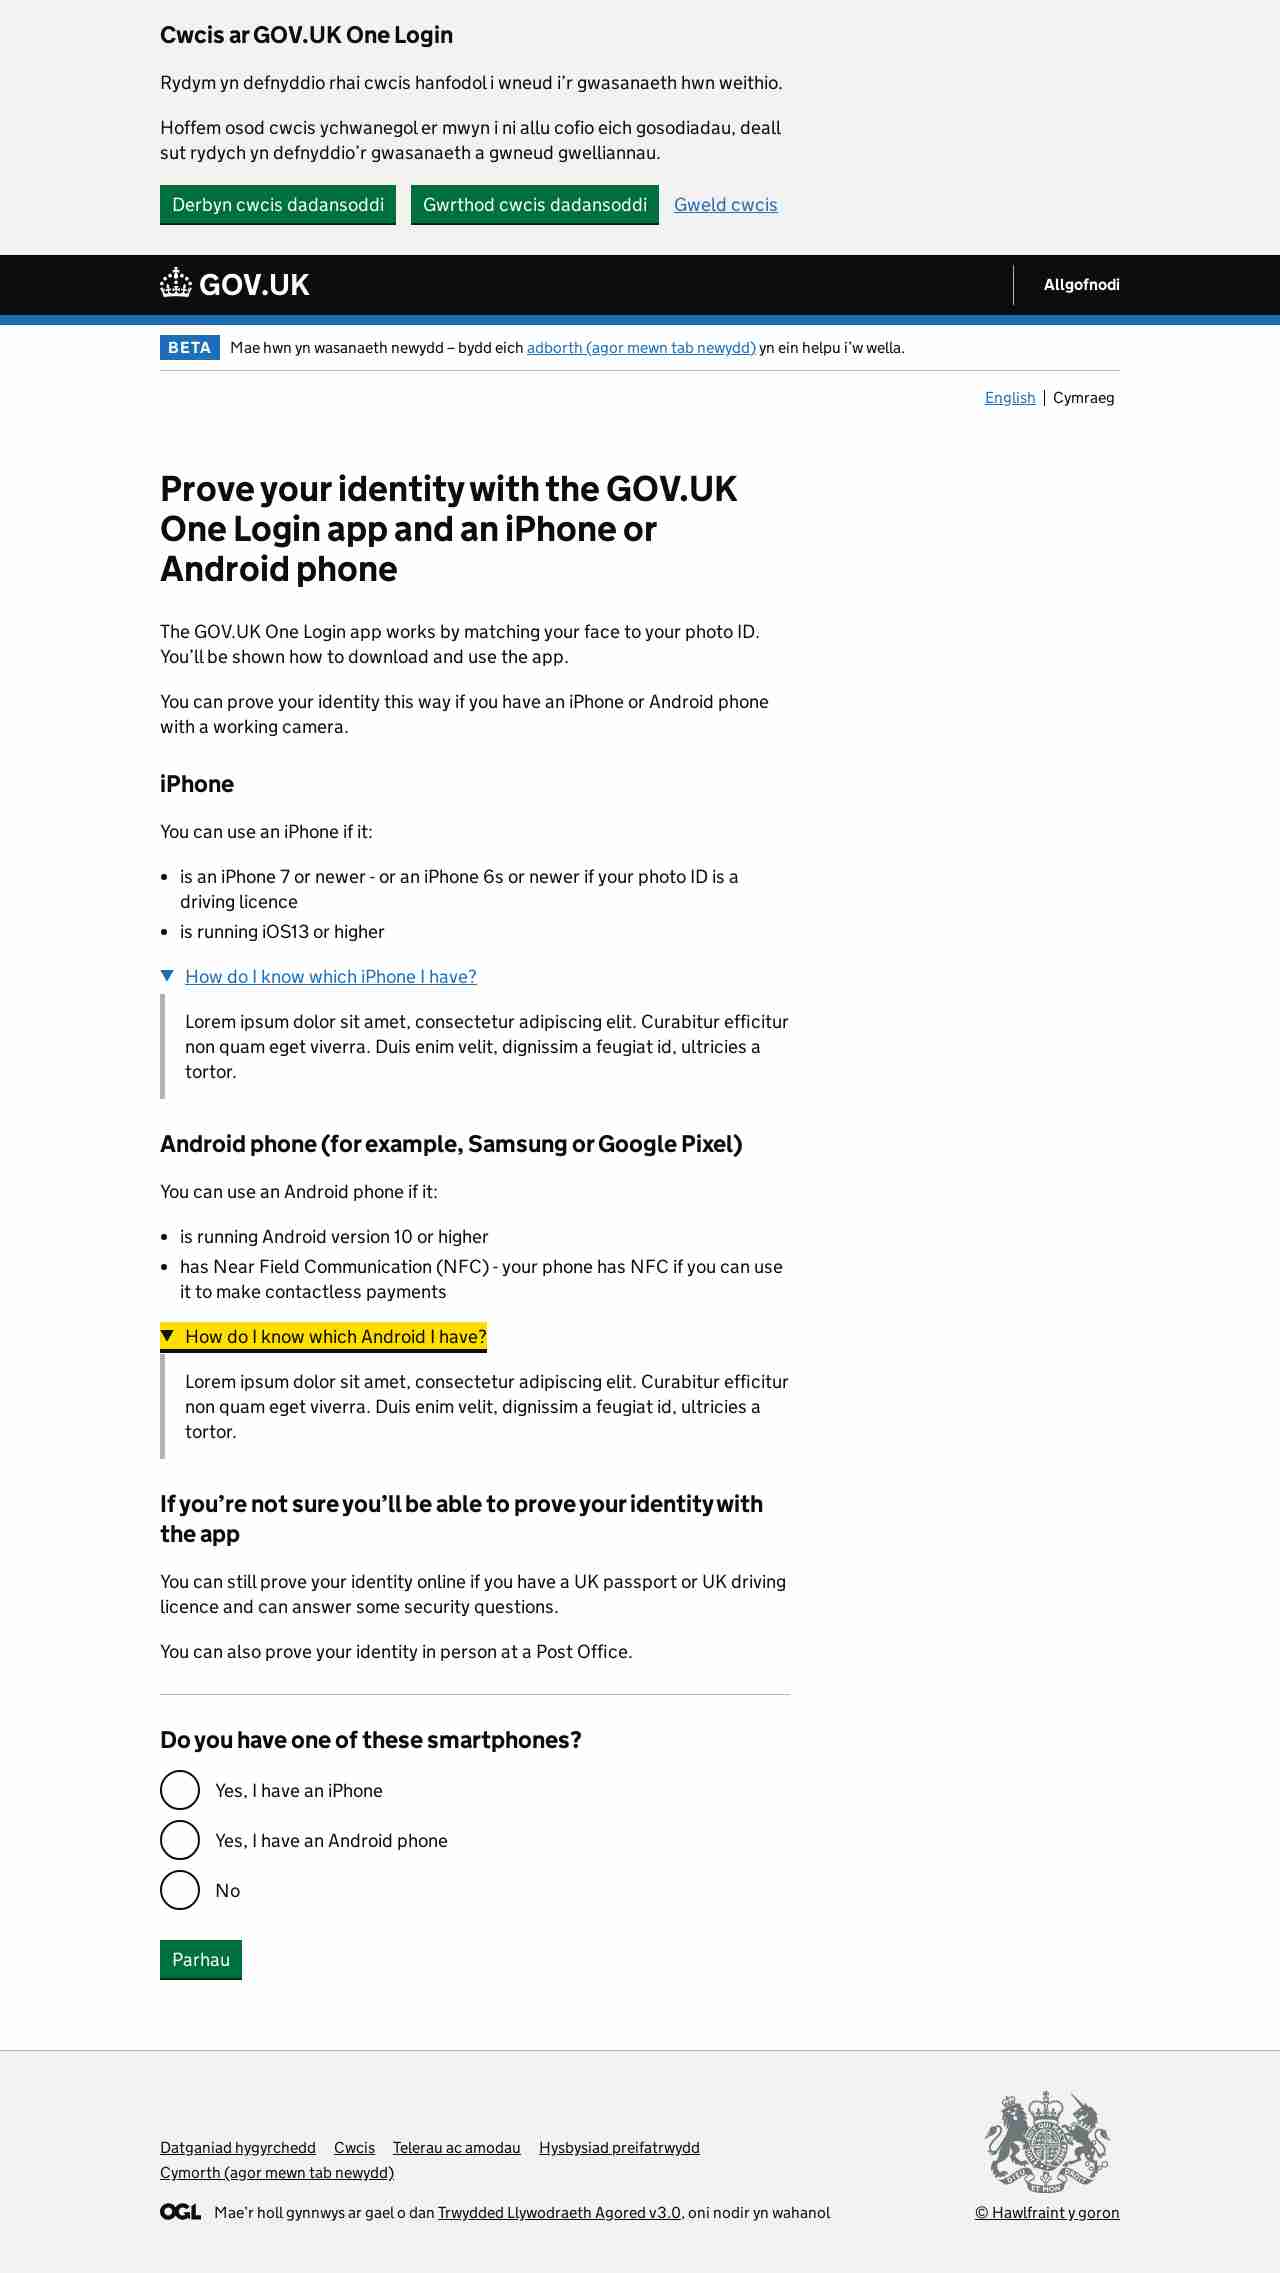 Cwcis ar GOV.UK One Login
Rydym yn defnyddio rhai cwcis hanfodol i wneud i’r gwasanaeth hwn weithio.
Hoffem osod cwcis ychwanegol er mwyn i ni allu cofio eich gosodiadau, deall
sut rydych yn defnyddio’r gwasanaeth a gwneud gwelliannau.
Derbyn cwcis dadansoddi Gwrthod cwcis dadansoddi Gweld cwcis
GOV.UK Allgofnodi
BETA Mae hwn yn wasanaeth newydd – bydd eich adborth (agor mewn tab newydd) yn ein helpu i’w wella.
English Cymraeg
Prove your identity with the GOV.UK
One Login app and an iPhone or
Android phone
The GOV.UK One Login app works by matching your face to your photo ID.
You’ll be shown how to download and use the app.
You can prove your identity this way if you have an iPhone or Android phone
with a working camera.
iPhone
You can use an iPhone if it:
• is an iPhone 7 or newer - or an iPhone 6s or newer if your photo ID is a
driving licence
• is running iOS13 or higher
How do I know which iPhone I have?
Lorem ipsum dolor sit amet, consectetur adipiscing elit. Curabitur efficitur
non quam eget viverra. Duis enim velit, dignissim a feugiat id, ultricies a
tortor.
Android phone (for example, Samsung or Google Pixel)
You can use an Android phone if it:
• is running Android version 10 or higher
• has Near Field Communication (NFC) - your phone has NFC if you can use
it to make contactless payments
How do I know which Android I have?
Lorem ipsum dolor sit amet, consectetur adipiscing elit. Curabitur efficitur
non quam eget viverra. Duis enim velit, dignissim a feugiat id, ultricies a
tortor.
If you’re not sure you’ll be able to prove your identity with
the app
You can still prove your identity online if you have a UK passport or UK driving
licence and can answer some security questions.
You can also prove your identity in person at a Post Office.
Do you have one of these smartphones?
Yes, I have an iPhone
Yes, I have an Android phone
No
Parhau
Datganiad hygyrchedd Cwcis Telerau ac amodau Hysbysiad preifatrwydd
Cymorth (agor mewn tab newydd)
OGL Mae’r holl gynnwys ar gael o dan Trwydded Llywodraeth Agored v3.0, oni nodir yn wahanol
© Hawlfraint y goron